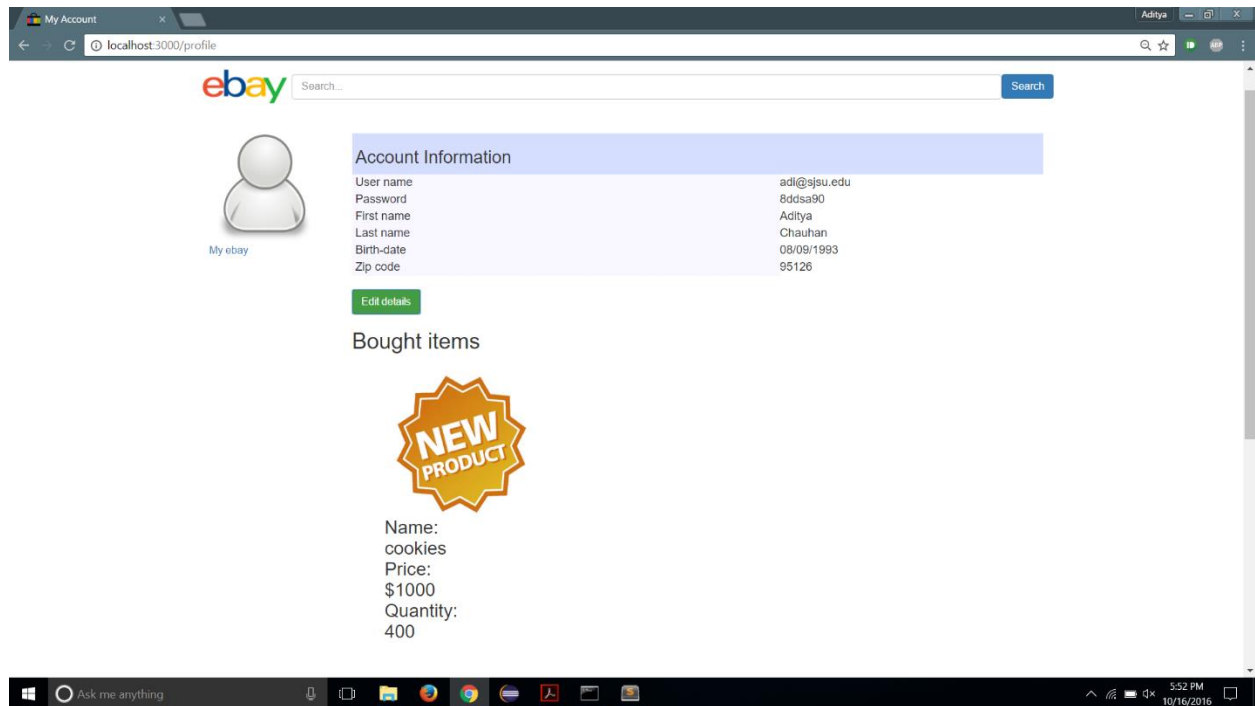 My Account
Aditya
localhost:3000/profile
ebay Search... Search
Account Information
User name adi@sjsu.edu
Password 8ddsa90
First name Aditya
Last name Chauhan
Birth-date 08/09/1993
Zip code 95126
My ebay
Edit details
Bought items
NEW
PRODUCT
Name:
cookies
Price:
$1000
Quantity:
400
Ask me anything
5:52 PM
10/16/2016